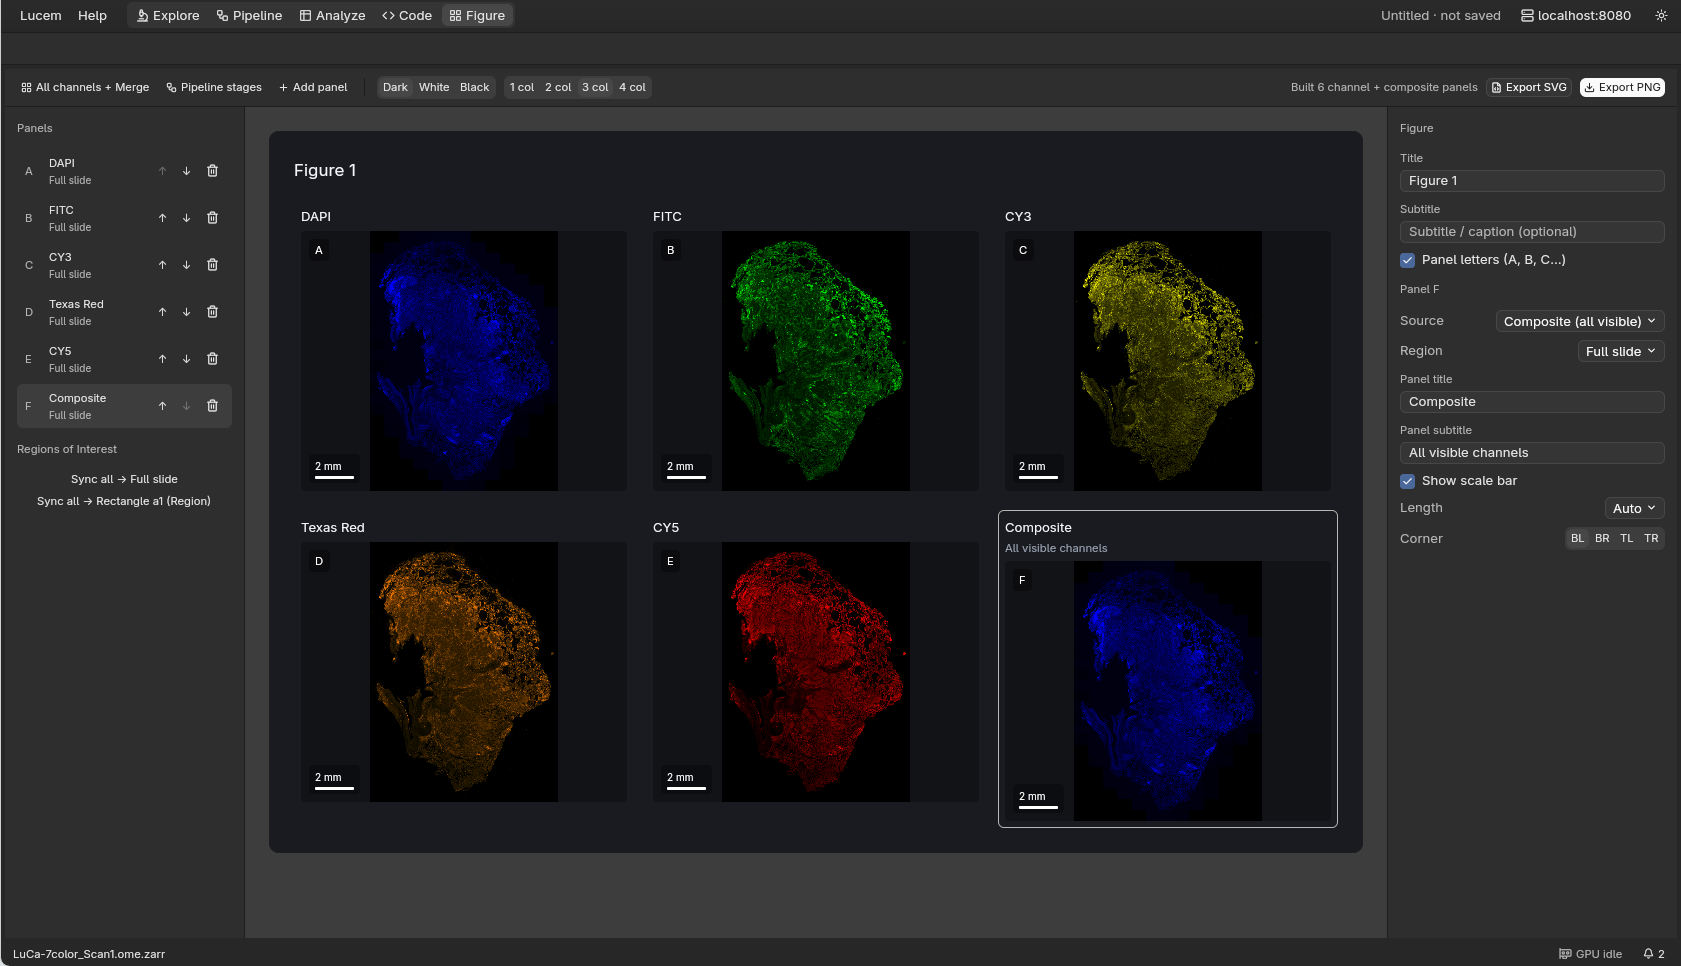 Lucem Help Explore Pipeline Analyze Code Figure Untitled · not saved localhost:8080
All channels + Merge Pipeline stages + Add panel Dark White Black 1 col 2 col 3 col 4 col Built 6 channel + composite panels Export SVG Export PNG
Panels
A DAPI
Full slide
B FITC
Full slide
C CY3
Full slide
D Texas Red
Full slide
E CY5
Full slide
F Composite
Full slide
Regions of Interest
Sync all → Full slide
Sync all → Rectangle a1 (Region)
Figure 1
DAPI FITC CY3
A B C
2 mm 2 mm 2 mm
Texas Red CY5 Composite
All visible channels
D E F
2 mm 2 mm 2 mm
Figure
Title
Figure 1
Subtitle
Subtitle / caption (optional)
Panel letters (A, B, C...)
Panel F
Source Composite (all visible)
Region Full slide
Panel title
Composite
Panel subtitle
All visible channels
Show scale bar
Length Auto
Corner BL BR TL TR
LuCa-7color_Scan1.ome.zarr GPU idle 2